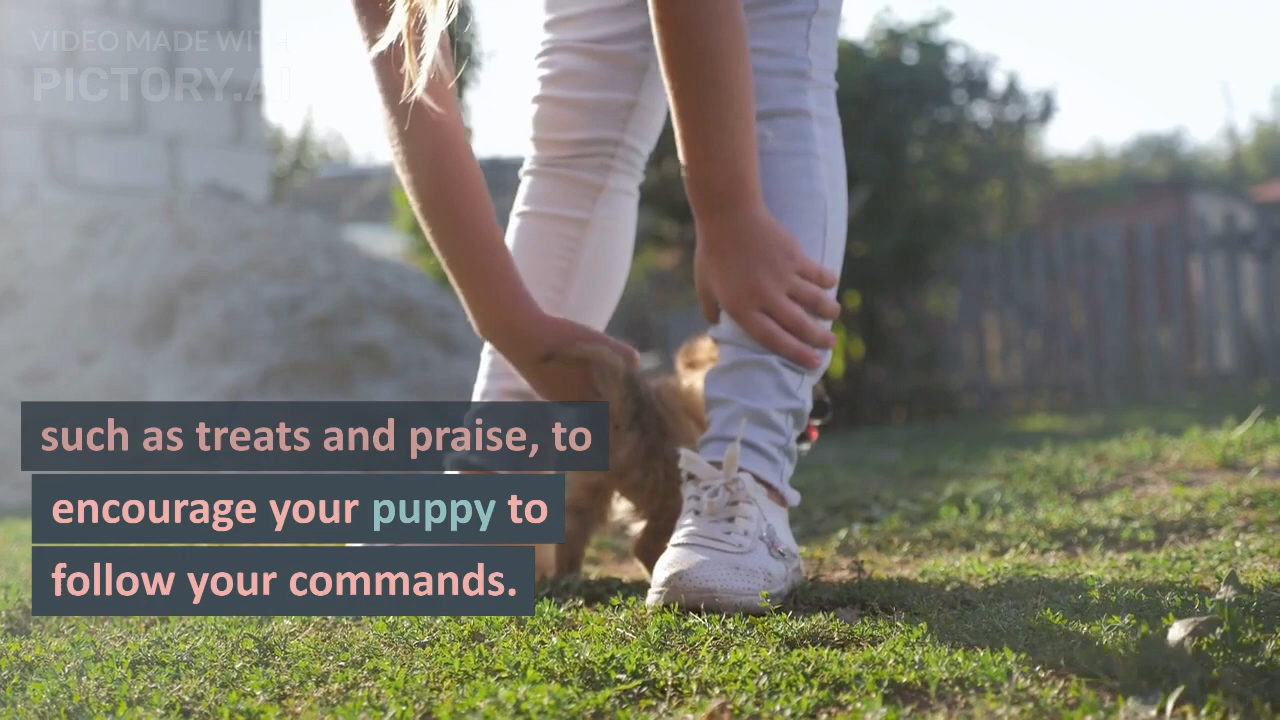 VIDEO MADE WITH
PICTORY.AI
such as treats and praise, to
encourage your puppy to
follow your commands.